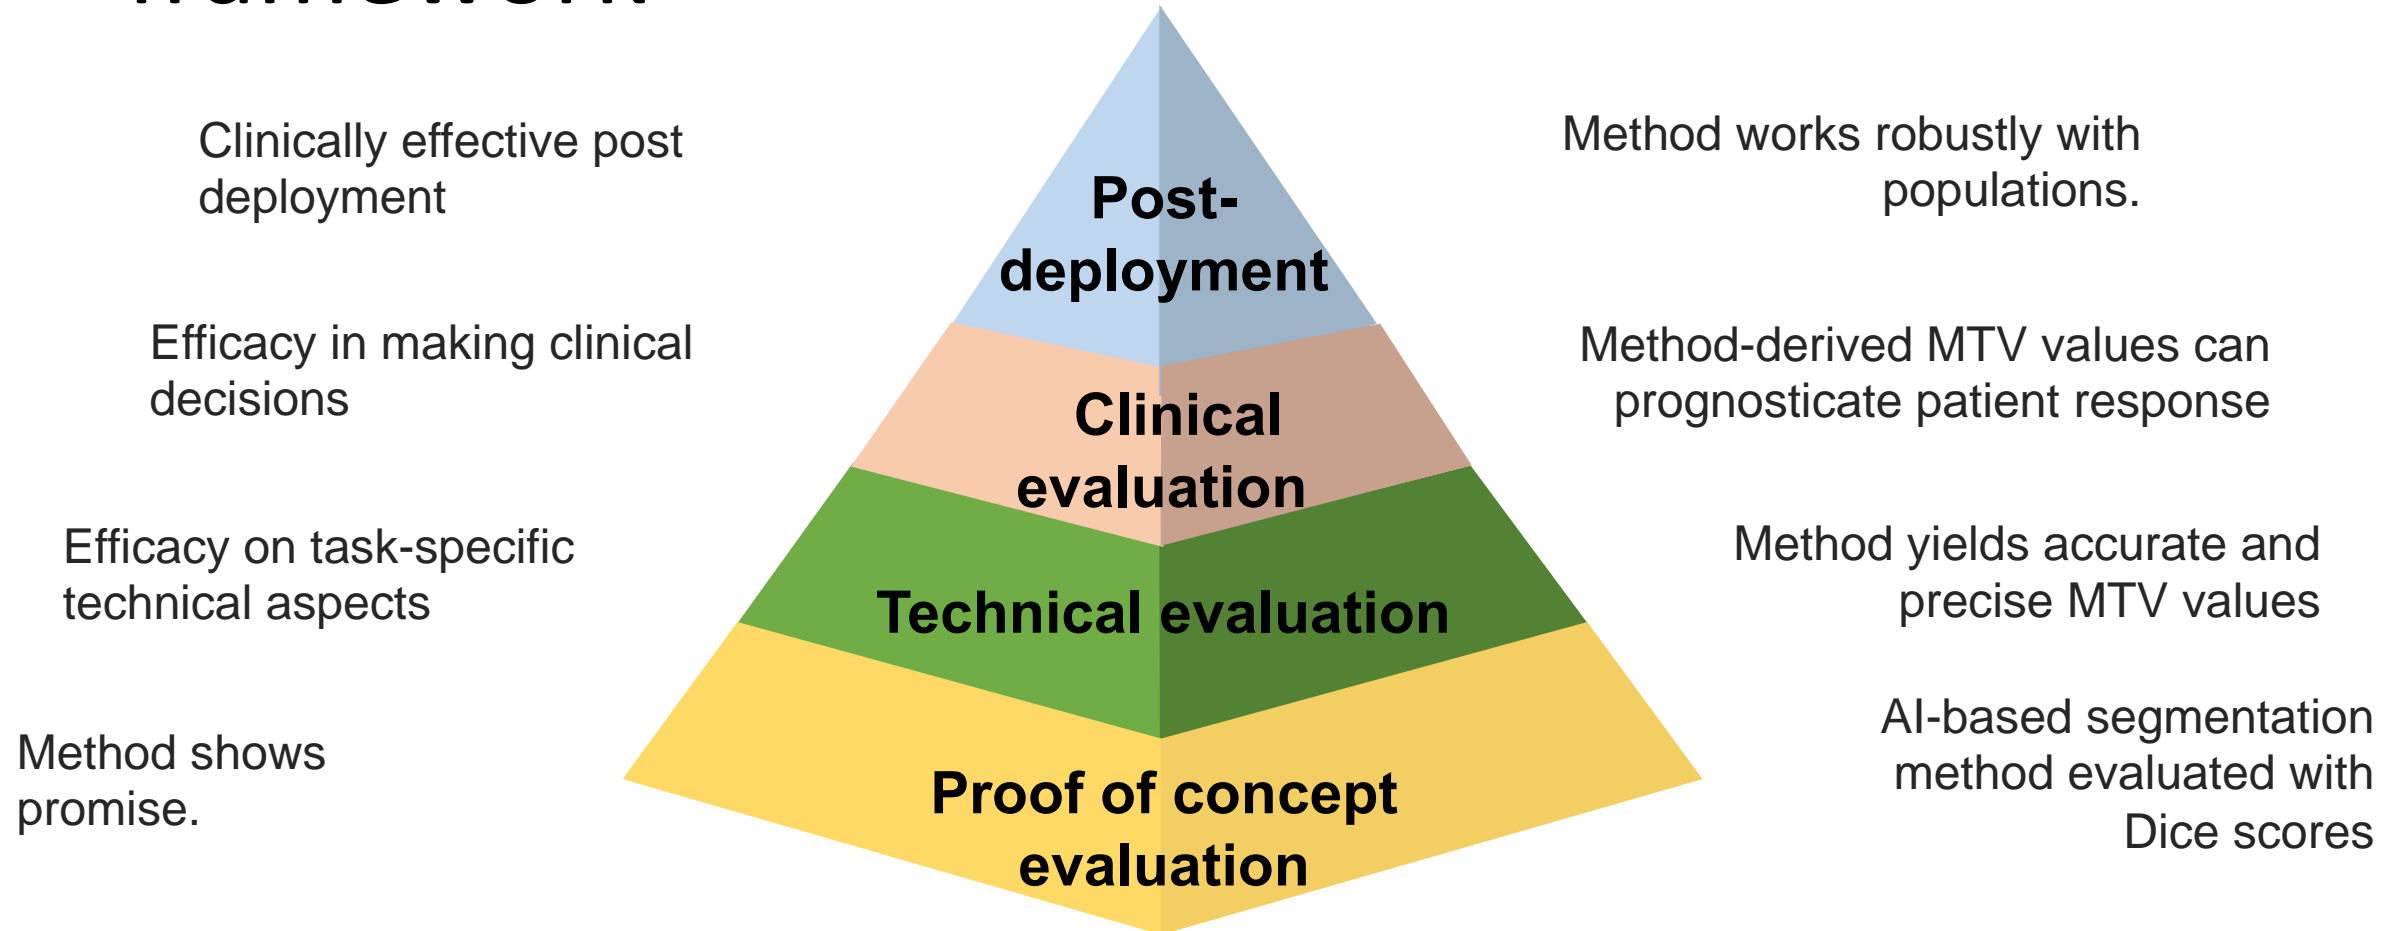 framework
Clinically effective post
deployment
Post-
deployment
Method works robustly with
populations.
Efficacy in making clinical
decisions
Clinical
evaluation
Method-derived MTV values can
prognosticate patient response
Efficacy on task-specific
technical aspects
Technical evaluation
Method yields accurate and
precise MTV values
Method shows
promise.
Proof of concept
evaluation
AI-based segmentation
method evaluated with
Dice scores